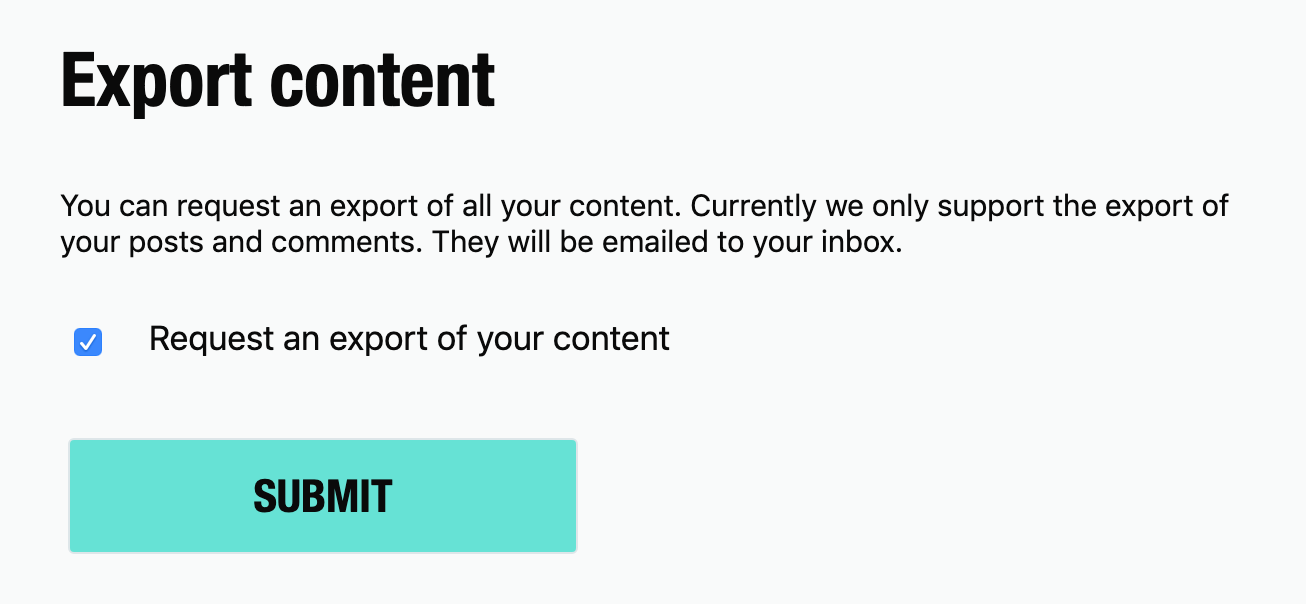 Export content
You can request an export of all your content. Currently we only support the export of
your posts and comments. They will be emailed to your inbox.
Request an export of your content
SUBMIT